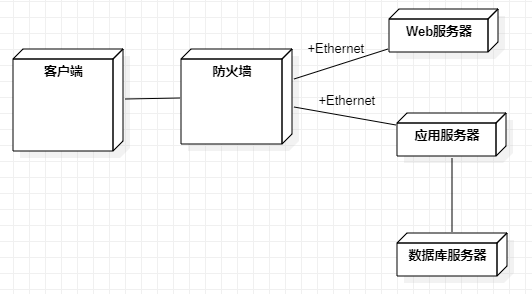 Web服务器
+Ethernet
客户端
防火墙
+Ethernet
应用服务器
数据库服务器